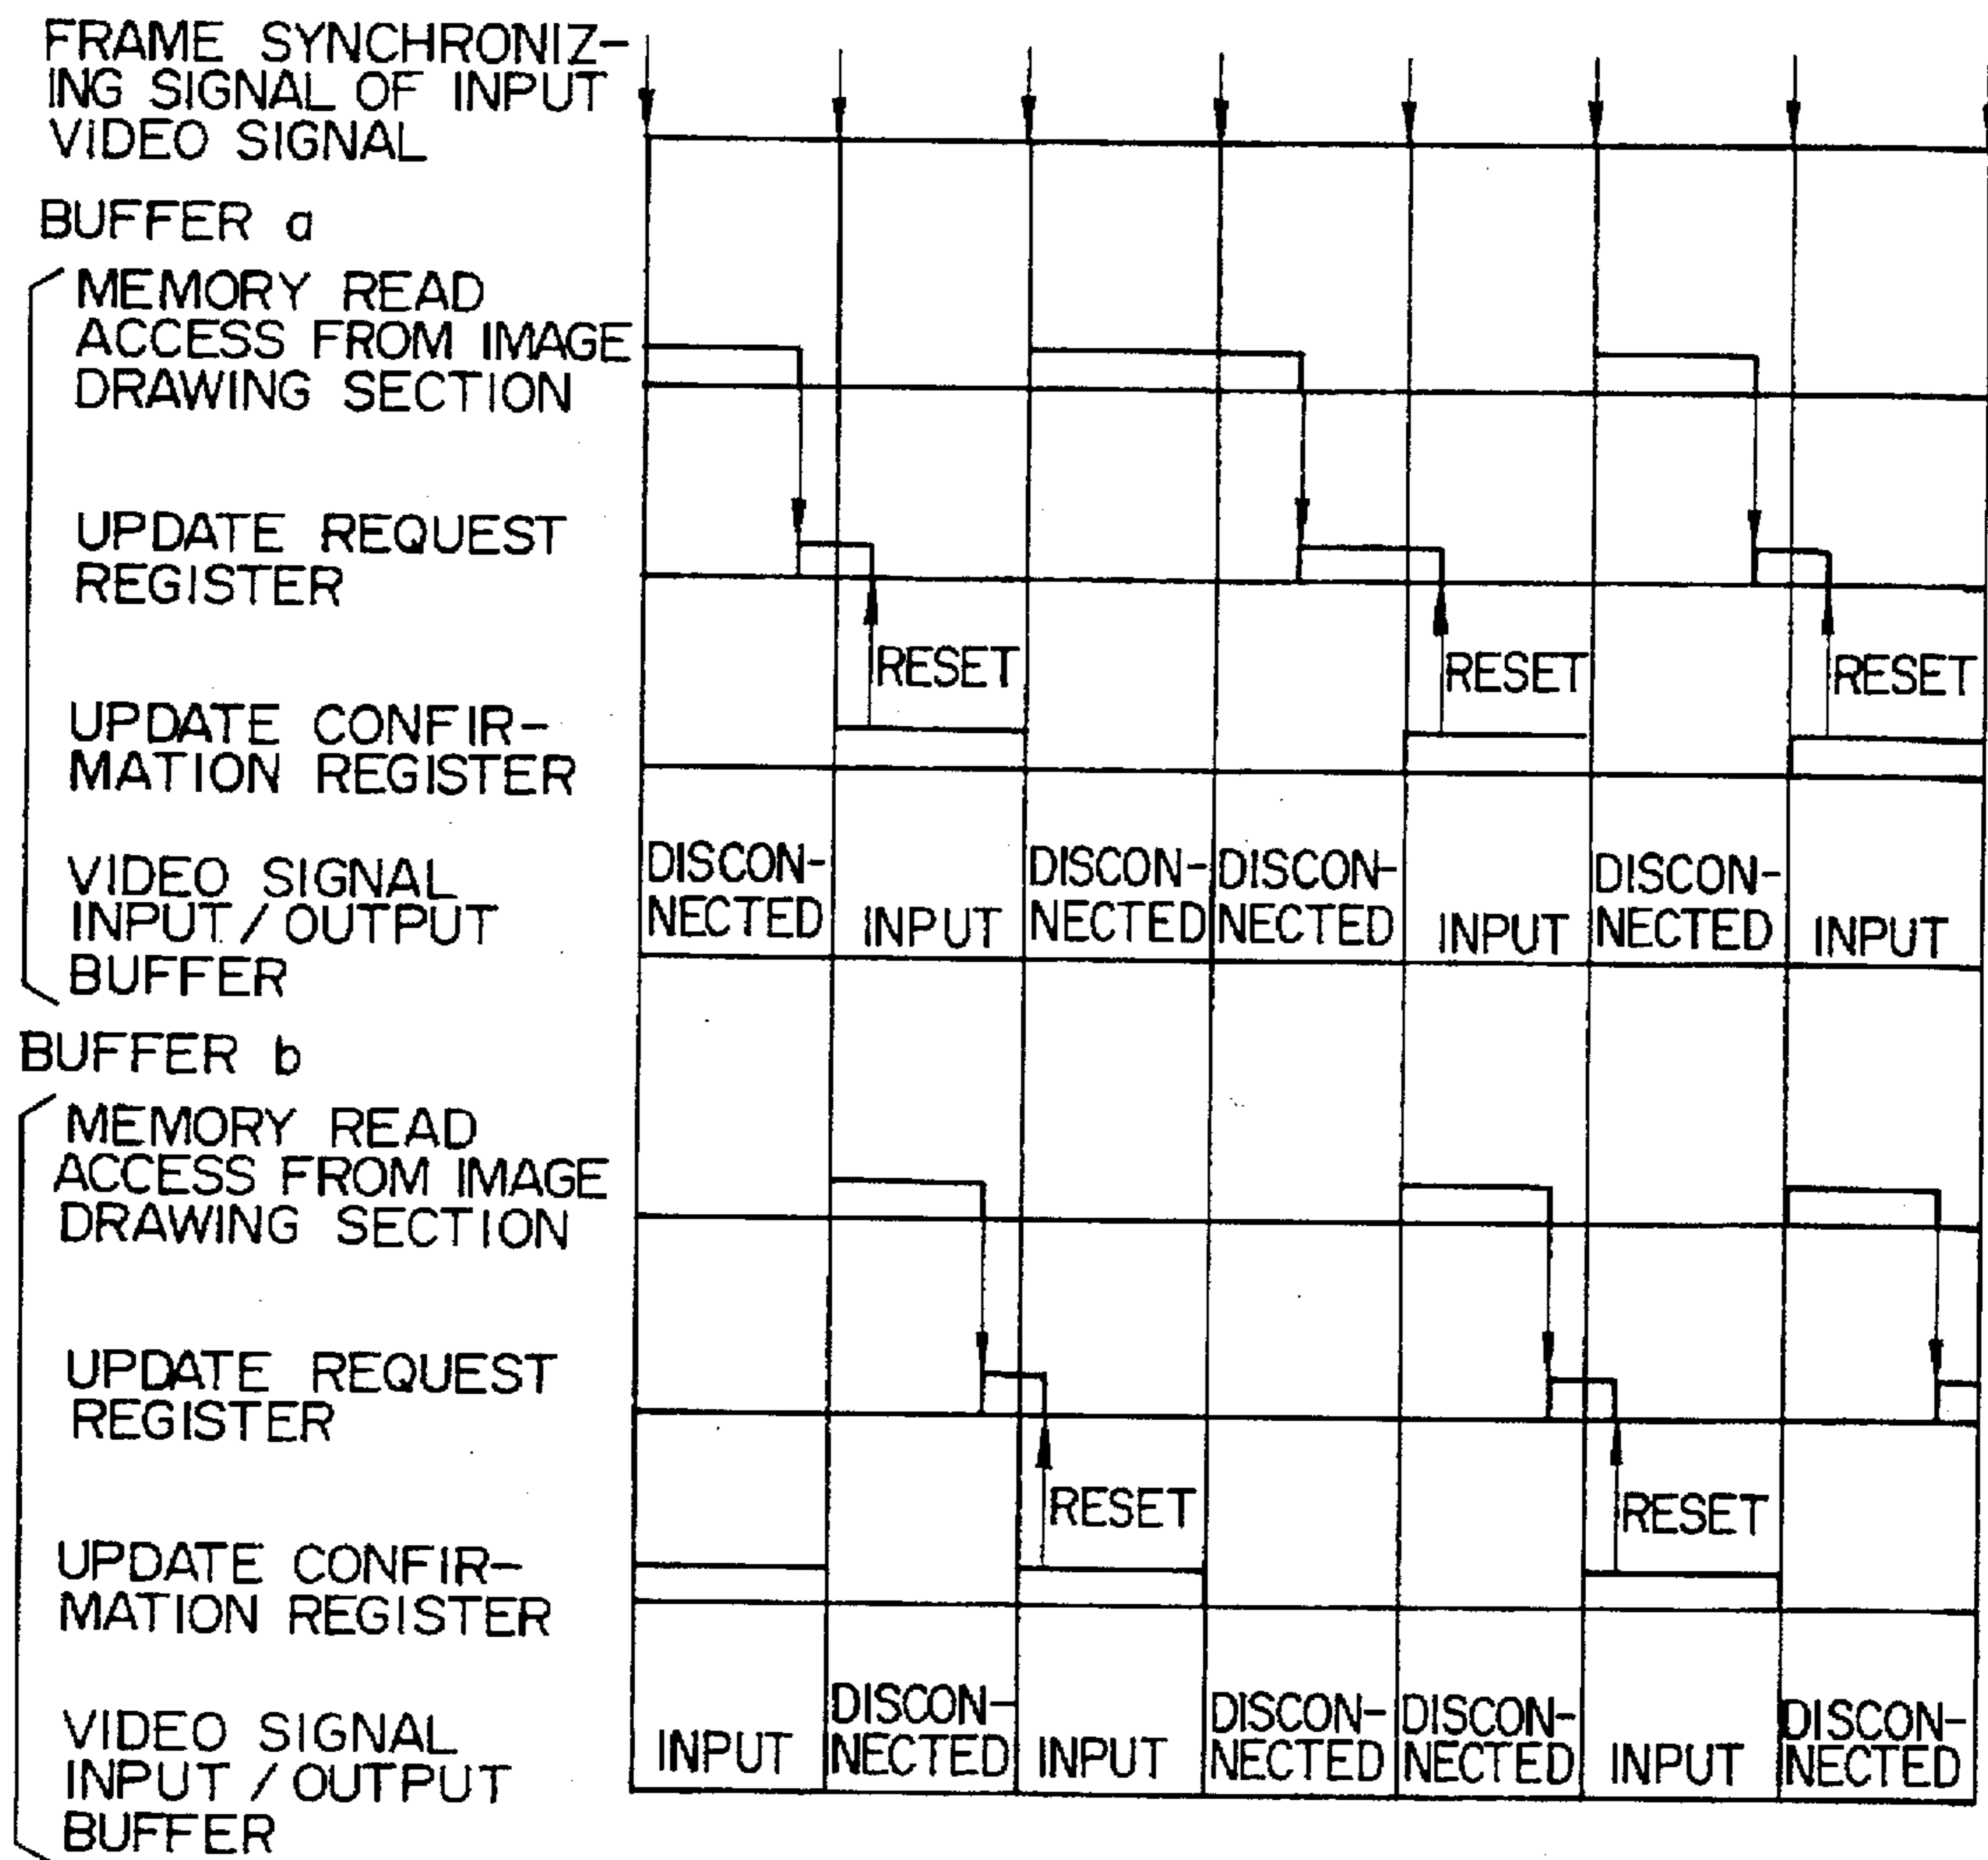 FRAME SYNCHRONIZ-
ING SIGNAL OF INPUT
VIDEO SIGNAL
BUFFER a
MEMORY READ
ACCESS FROM IMAGE
DRAWING SECTION
UPDATE REQUEST
REGISTER
RESET RESET RESET
UPDATE CONFIR-
MATION REGISTER
VIDEO SIGNAL
INPUT / OUTPUT
BUFFER
DISCON-
NECTED
INPUT
DISCON-
NECTED
DISCON-
NECTED
INPUT
DISCON-
NECTED
INPUT
BUFFER b
MEMORY READ
ACCESS FROM IMAGE
DRAWING SECTION
UPDATE REQUEST
REGISTER
RESET RESET
UPDATE CONFIR-
MATION REGISTER
VIDEO SIGNAL
INPUT / OUTPUT
BUFFER
INPUT
DISCON-
NECTED
INPUT
DISCON-
NECTED
DISCON-
NECTED
INPUT
DISCON-
NECTED